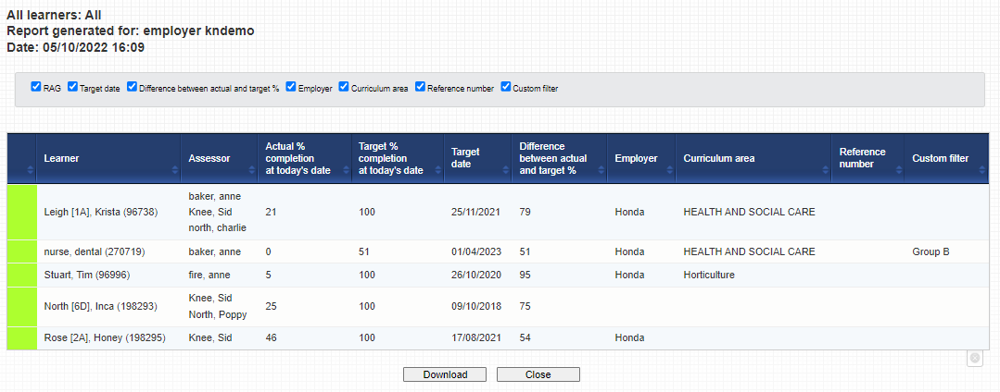 All learners: All
Report generated for: employer kndemo
Date: 05/10/2022 16:09
RAG Target date Difference between actual and target % Employer Curriculum area Reference number Custom filter
Learner Assessor Actual % completion at today's date Target % completion at today's date Target date Difference between actual and target % Employer Curriculum area Reference number Custom filter
Leigh [1A], Krista (96738) baker, anne Knee, Sid north, charlie 21 100 25/11/2021 79 Honda HEALTH AND SOCIAL CARE
nurse, dental (270719) baker, anne 0 51 01/04/2023 51 Honda HEALTH AND SOCIAL CARE Group B
Stuart, Tim (96996) fire, anne 5 100 26/10/2020 95 Honda Horticulture
North [6D], Inca (198293) Knee, Sid North, Poppy 25 100 09/10/2018 75
Rose [2A], Honey (198295) Knee, Sid 46 100 17/08/2021 54 Honda
Download Close